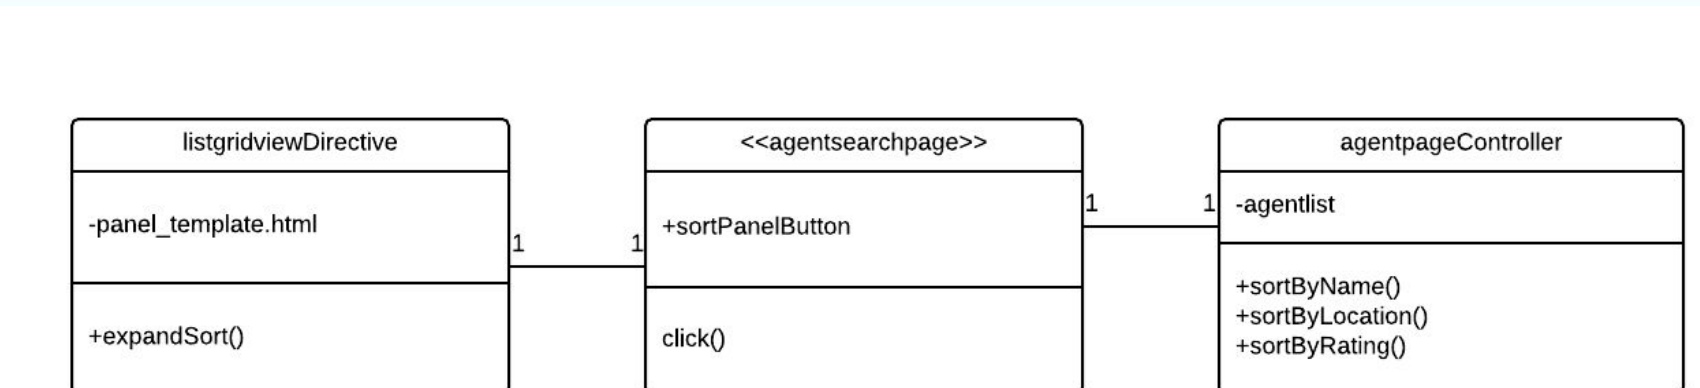 listgridviewDirective
-panel_template.html
+expandSort()
1
1
<<agentsearchpage>>
+sortPanelButton
click()
1
1
agentpageController
-agentlist
+sortByName()
+sortByLocation()
+sortByRating()